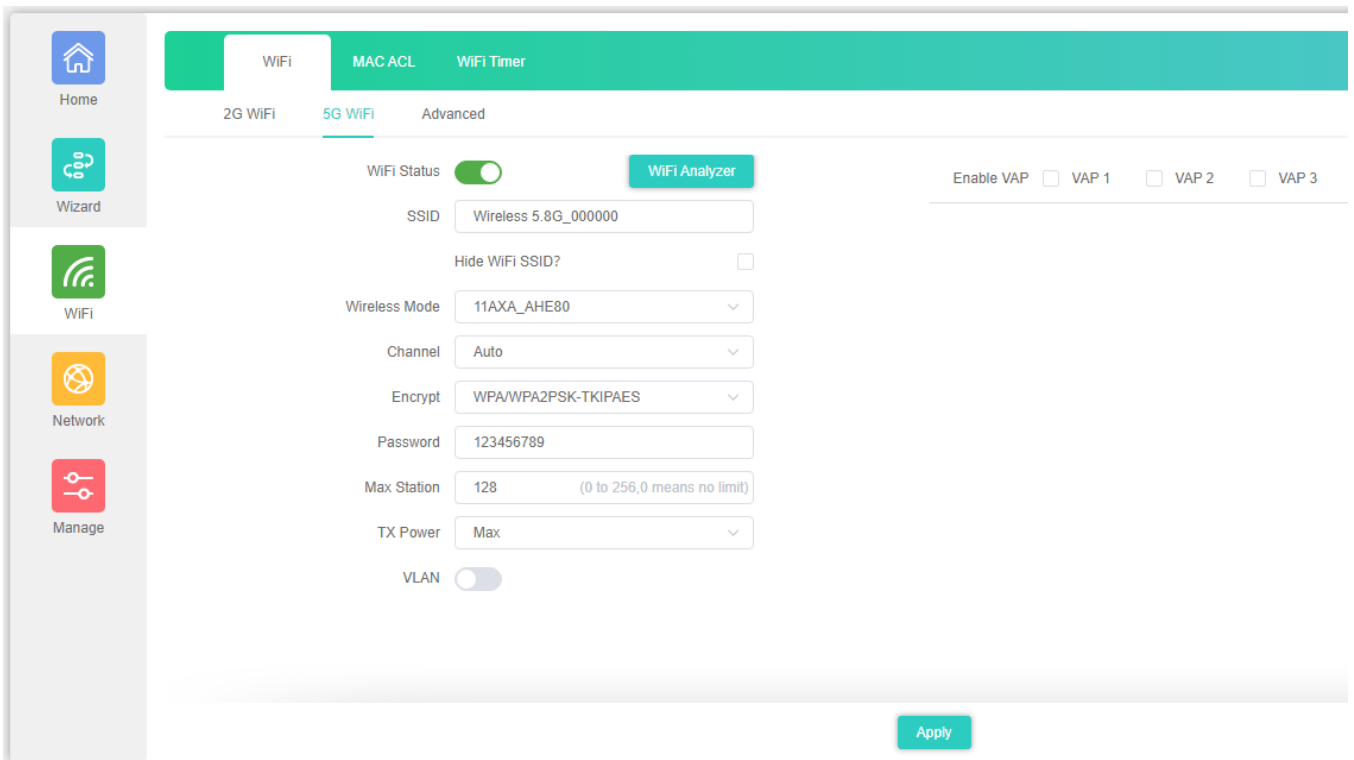 Home
Wizard
WiFi
Network
Manage
WiFi MAC ACL WiFi Timer
2G WiFi 5G WiFi Advanced
WiFi Status WiFi Analyzer
SSID Wireless 5.8G_000000
Hide WiFi SSID?
Wireless Mode 11AXA_AHE80
Channel Auto
Encrypt WPA/WPA2PSK-TKIPAES
Password 123456789
Max Station 128 (0 to 256,0 means no limit)
TX Power Max
VLAN
Enable VAP VAP 1 VAP 2 VAP 3
Apply